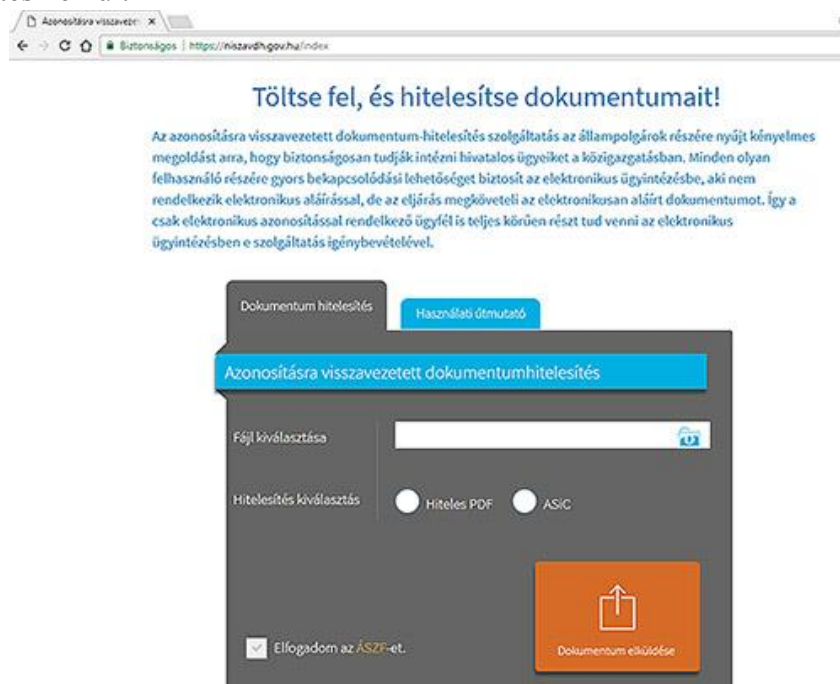 Azonosításra visszavezet
Biztonságos | https://niszavdh.gov.hu/index
Töltse fel, és hitelesítse dokumentumait!
Az azonosításra visszavezetett dokumentum-hitelesítés szolgáltatás az állampolgárok részére nyújt kényelmes
megoldást arra, hogy biztonságosan tudják intézni hivatalos ügyeiket a közigazgatásban. Minden olyan
felhasználó részére gyors bekapcsolódási lehetőséget biztosít az elektronikus ügyintézésbe, aki nem
rendelkezik elektronikus aláírással, de az eljárás megköveteli az elektronikusan aláírt dokumentumot. Így a
csak elektronikus azonosítással rendelkező ügyfél is teljes körűen részt tud venni az elektronikus
ügyintézésben e szolgáltatás igénybevételével.
Dokumentum hitelesítés
Használati útmutató
Azonosításra visszavezetett dokumentumhitelesítés
Fájl kiválasztása
Hitelesítés kiválasztás
Hiteles PDF
ASiC
Elfogadom az ÁSZF-et.
Dokumentum elküldése